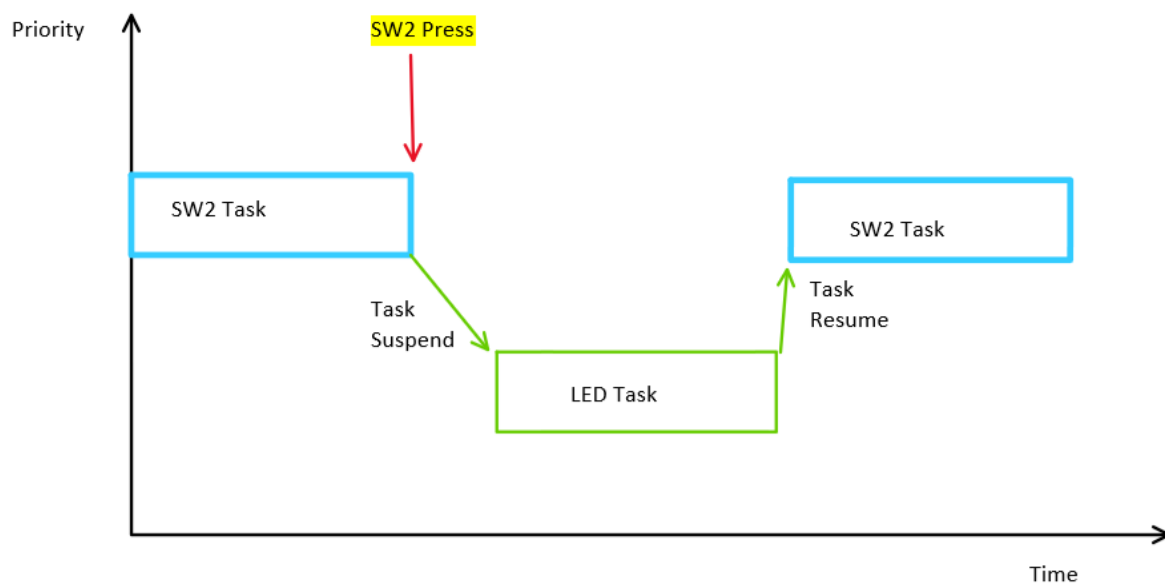 Priority
SW2 Press
SW2 Task
SW2 Task
Task
Suspend
Task
Resume
LED Task
Time